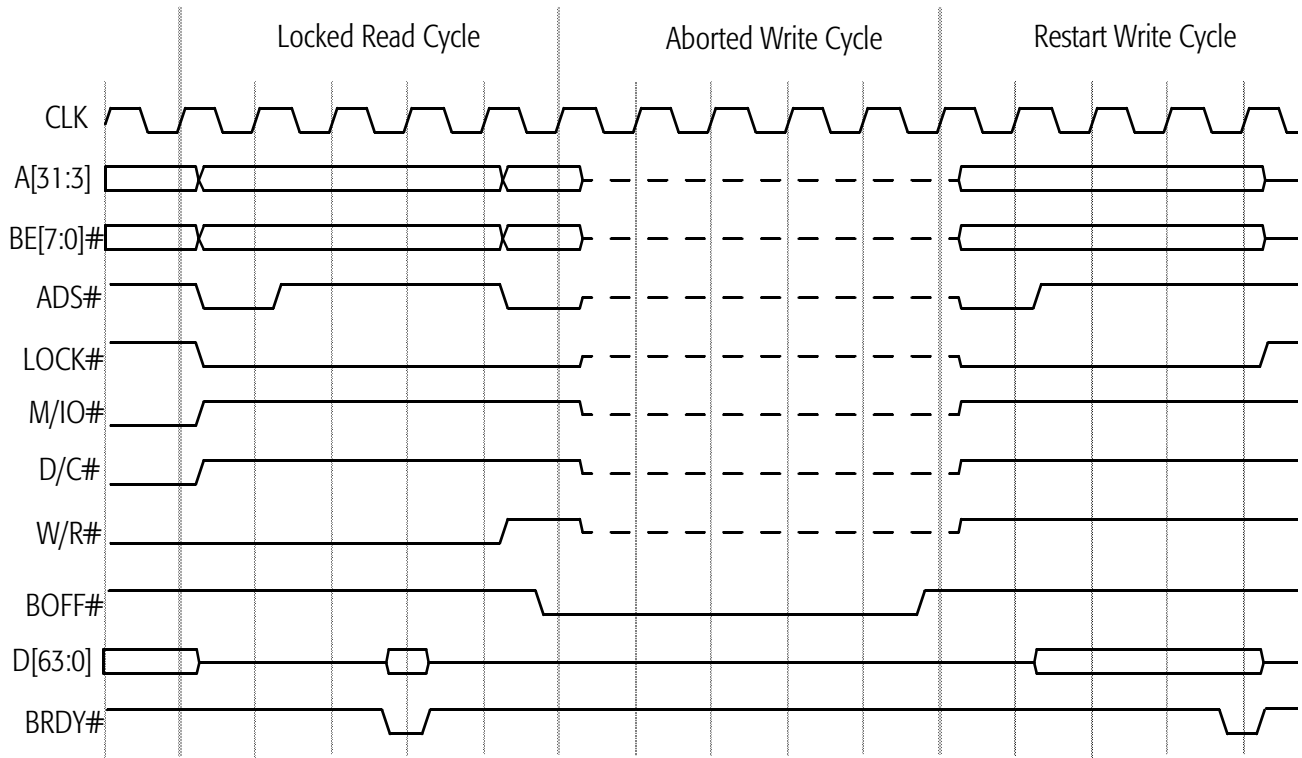 Locked Read Cycle Aborted Write Cycle Restart Write Cycle
CLK
A[31:3]
BE[7:0]#
ADS#
LOCK#
M/IO#
D/C#
W/R#
BOFF#
D[63:0]
BRDY#